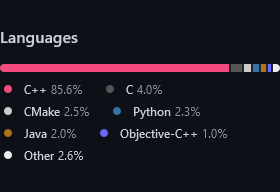 Languages
C++ 85.6% C 4.0%
CMake 2.5% Python 2.3%
Java 2.0% Objective-C++ 1.0%
Other 2.6%